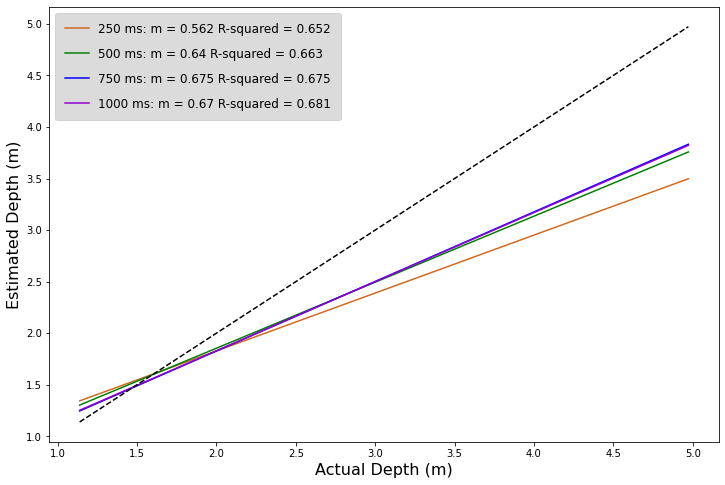 250 ms: m = 0.562 R-squared = 0.652
500 ms: m = 0.64 R-squared = 0.663
750 ms: m = 0.675 R-squared = 0.675
1000 ms: m = 0.67 R-squared = 0.681
Estimated Depth (m)
5.0
4.5
4.0
3.5
3.0
2.5
2.0
1.5
1.0
1.0 1.5 2.0 2.5 3.0 3.5 4.0 4.5 5.0
Actual Depth (m)